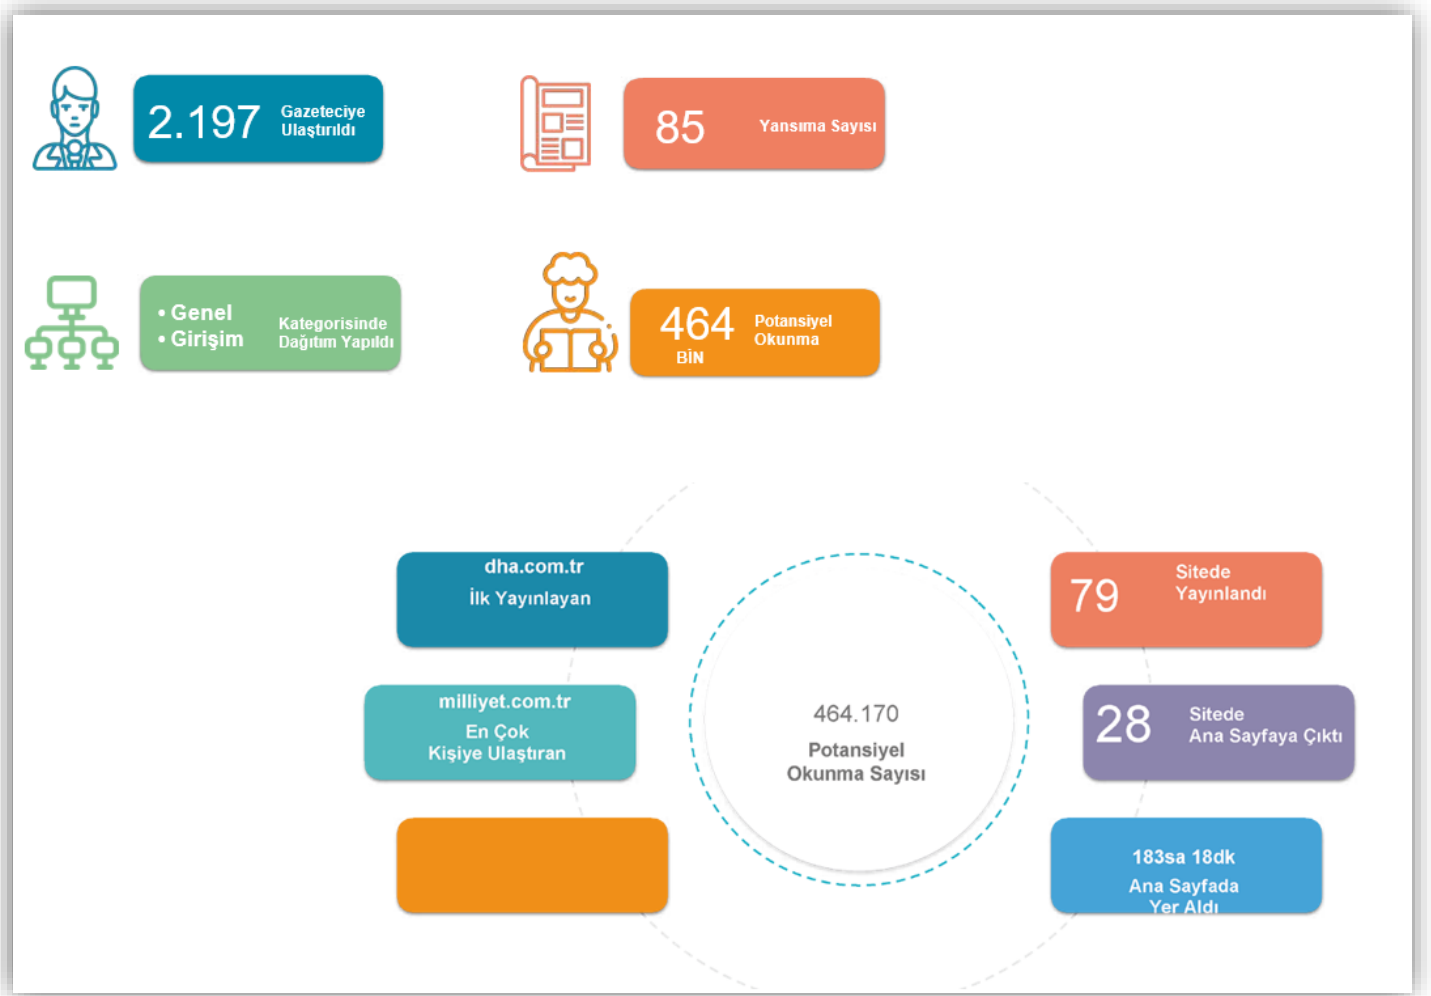 2.197
Gazeteciye
Ulaştırıldı
85
Yansıma Sayısı
• Genel
• Girişim
Kategorisinde
Dağıtım Yapıldı
464
BİN
Potansiyel
Okunma
dha.com.tr
İlk Yayınlayan
milliyet.com.tr
En Çok
Kişiye Ulaştıran
464.170
Potansiyel
Okunma Sayısı
79
Sitede
Yayınlandı
28
Sitede
Ana Sayfaya Çıktı
183sa 18dk
Ana Sayfada
Yer Aldı